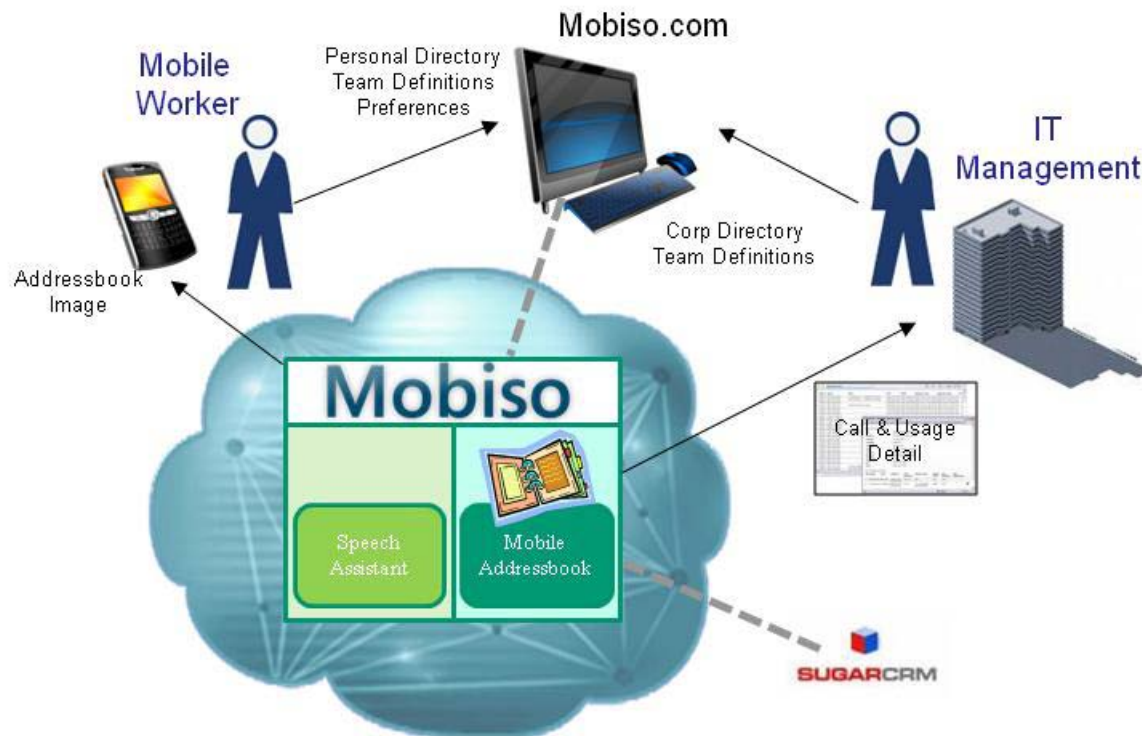 Mobiso.com
Personal Directory
Team Definitions
Preferences
Mobile
Worker
IT
Management
Corp Directory
Team Definitions
Addressbook
Image
Mobiso
Call & Usage
Detail
Speech
Assistant
Mobile
Addressbook
SUGARCRM